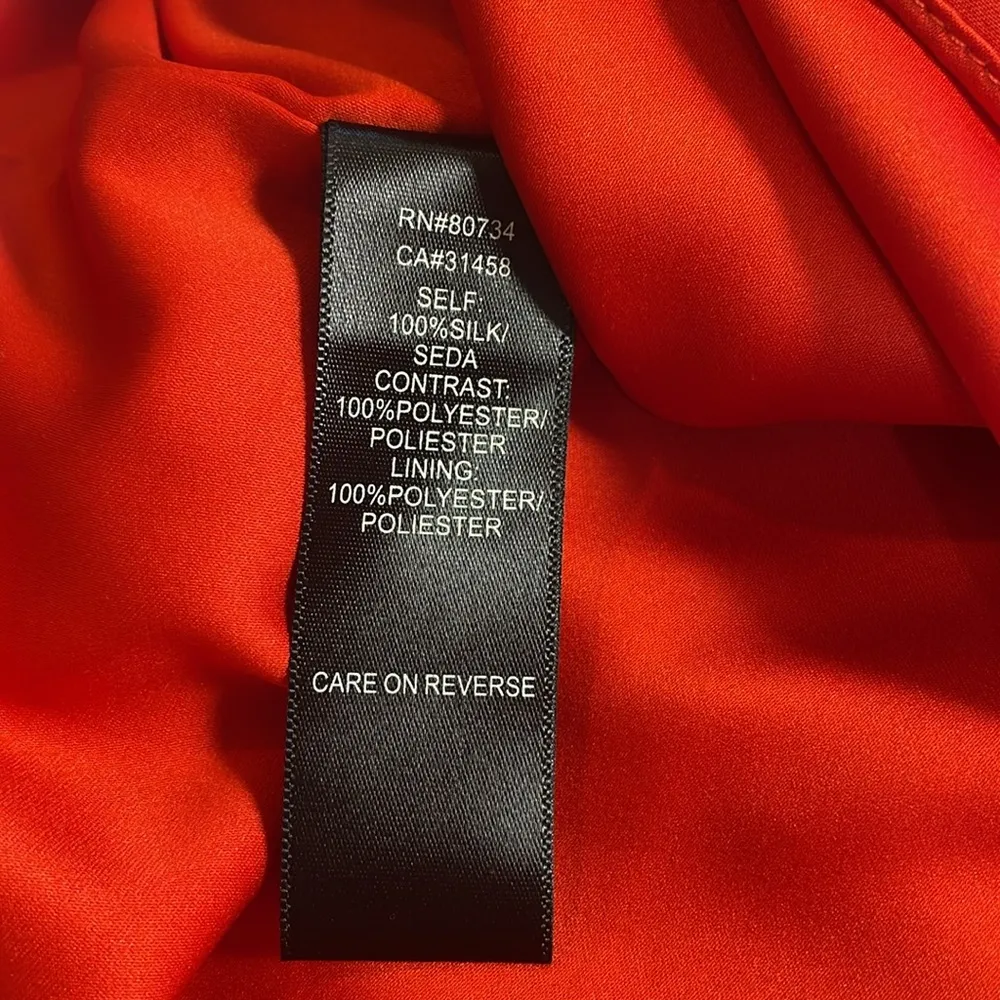 RN#80734
CA#31458
SELF:
100%SILK/
SEDA
CONTRAST:
100%POLYESTER/
POLIESTER
LINING:
100%POLYESTER/
POLIESTER
CARE ON REVERSE